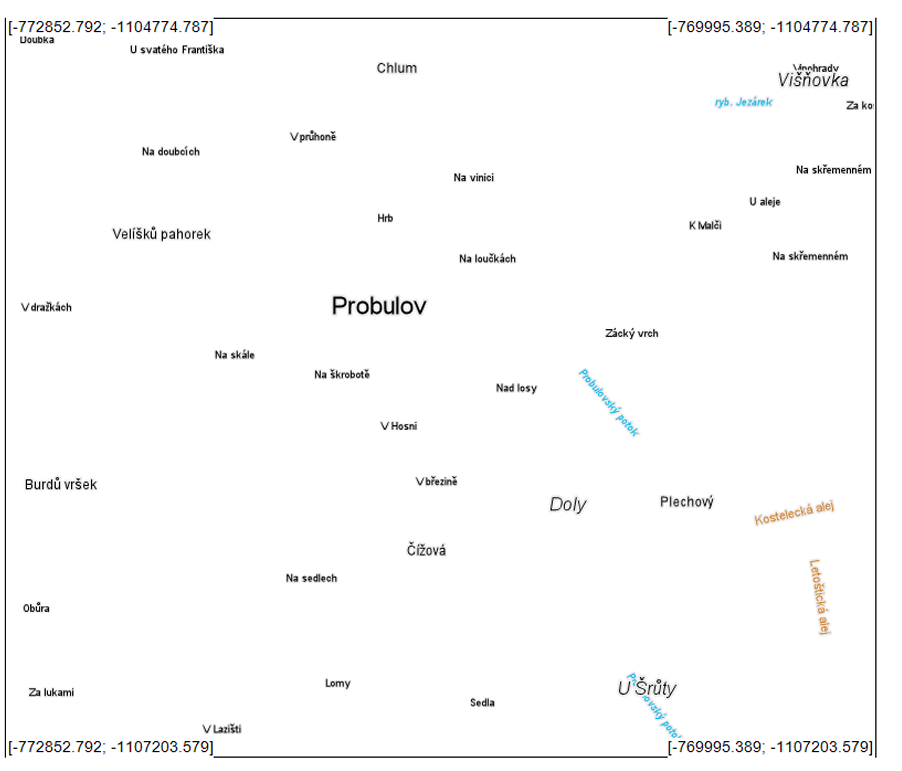 [-772852.792; -1104774.787]
[-769995.389; -1104774.787]
Doubka
U svatého Františka
Chlum
Vinohrady
Višňovka
ryb. Jezárek
Za ko
V průhoně
Na doubcích
Na vinici
Na skřemenném
U aleje
Hrb
K Malči
Velíšků pahorek
Na loučkách
Na skřemenném
V dražkách
Probulov
Zácký vrch
Na skále
Na škrobotě
Nad losy
Probulovský potok
V Hosni
Burdů vršek
V březině
Doly
Plechový
Kostelecká alej
Čížová
Letoštická alej
Na sedlech
Obůra
Za lukami
Lomy
U Šrůty
Sedla
V Lazišti
[-772852.792; -1107203.579]
[-769995.389; -1107203.579]